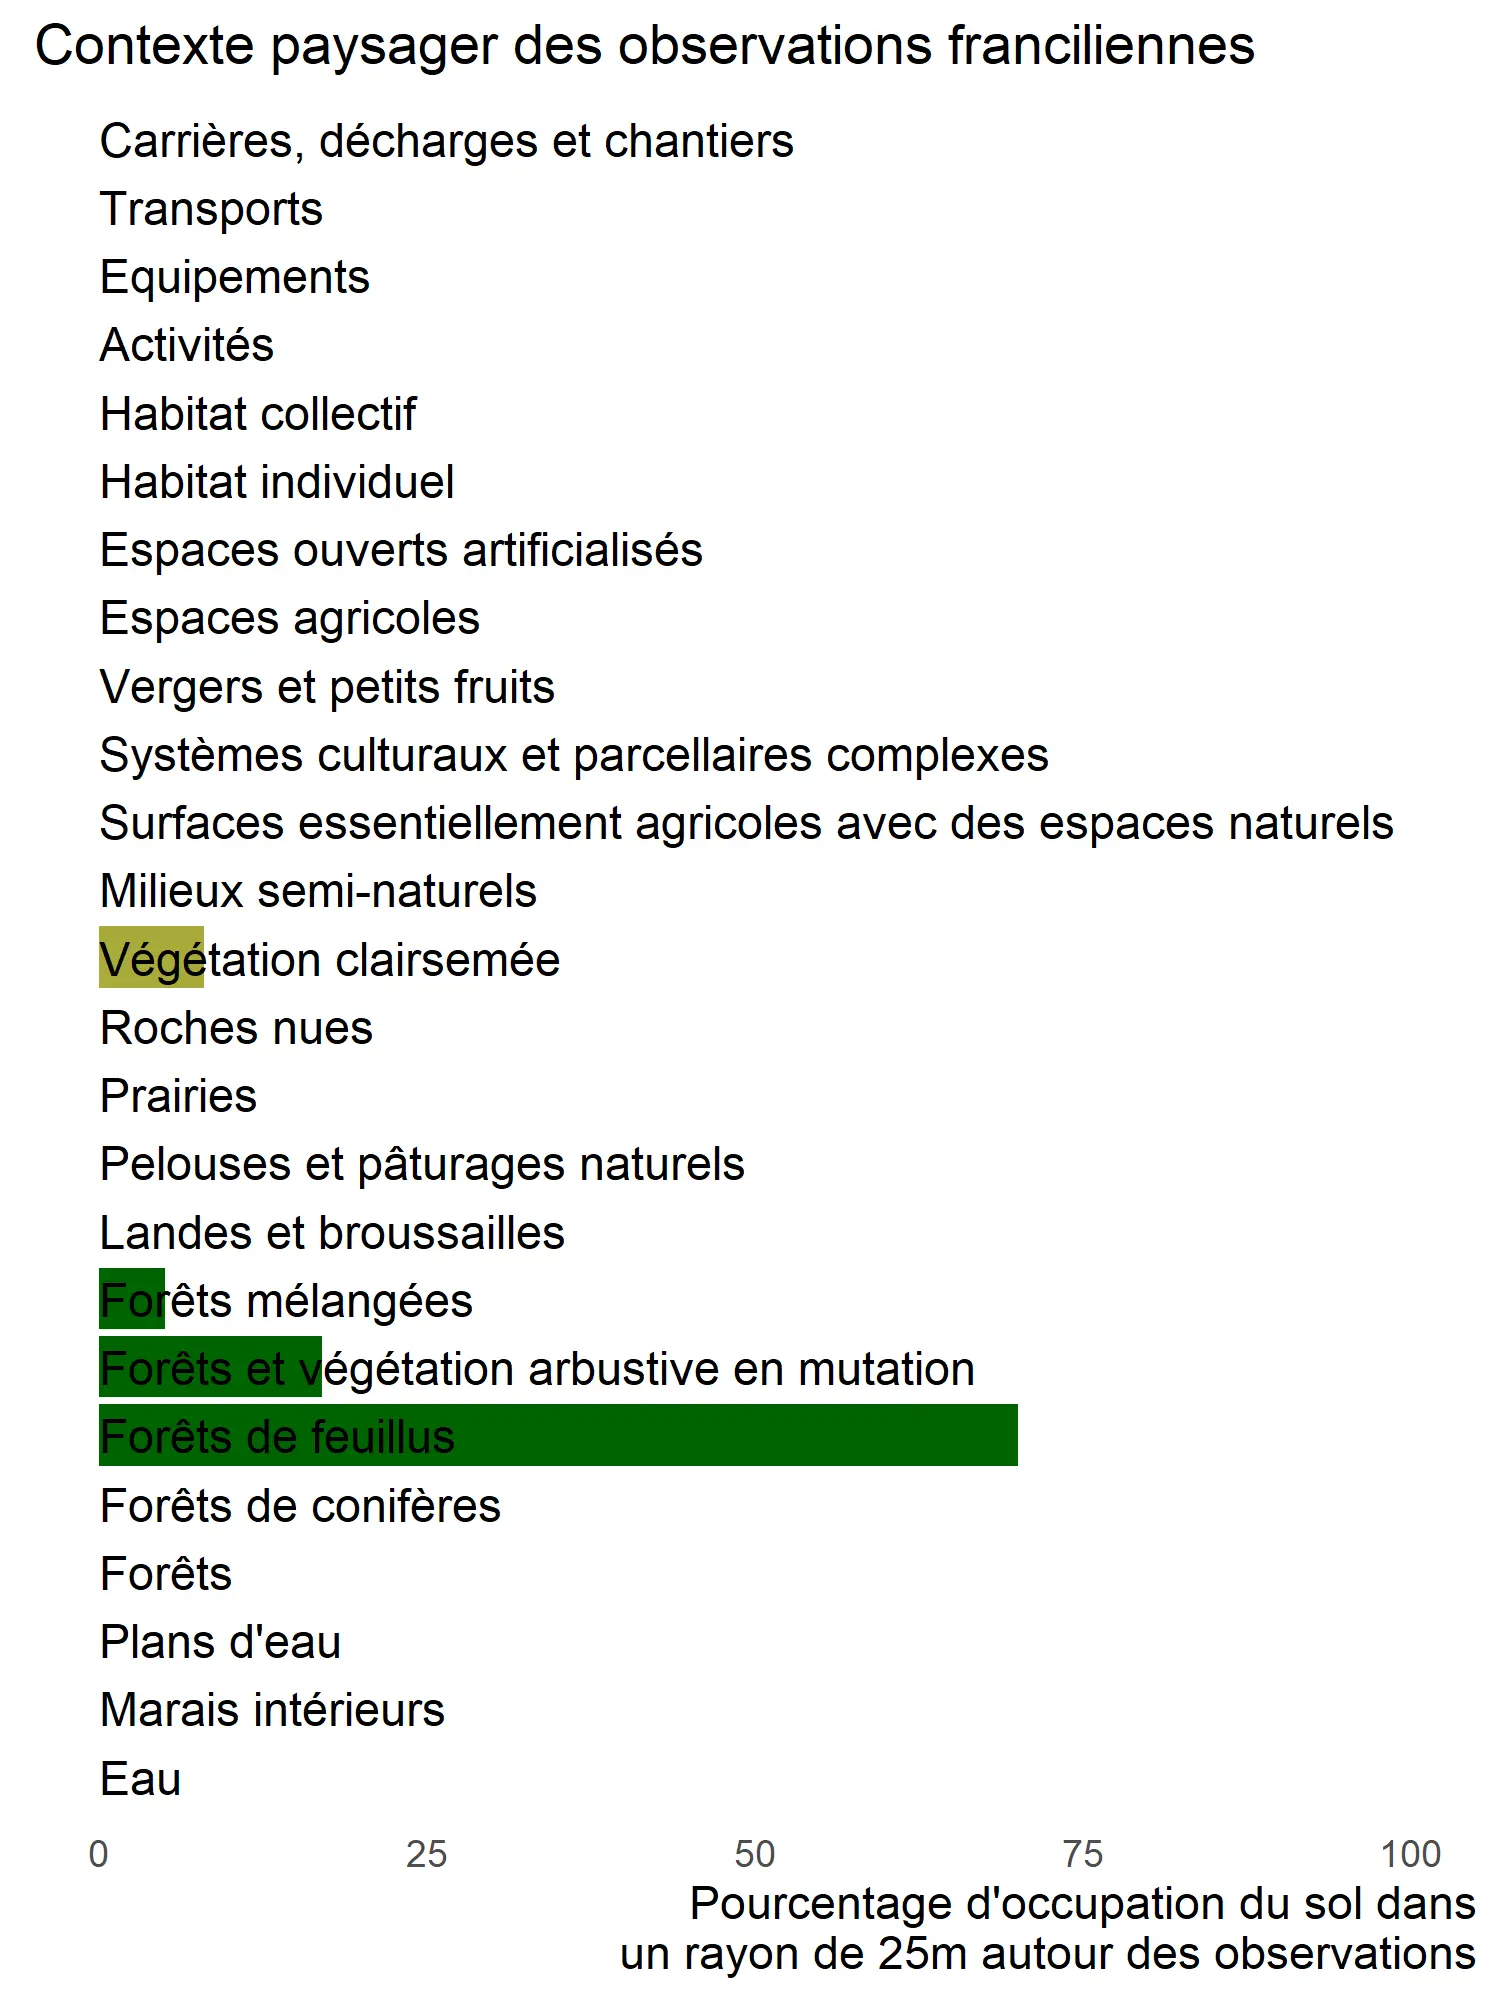 Contexte paysager des observations franciliennes
Carrières, décharges et chantiers
Transports
Equipements
Activités
Habitat collectif
Habitat individuel
Espaces ouverts artificialisés
Espaces agricoles
Vergers et petits fruits
Systèmes culturaux et parcellaires complexes
Surfaces essentiellement agricoles avec des espaces naturels
Milieux semi-naturels
Végétation clairsemée
Roches nues
Prairies
Pelouses et pâturages naturels
Landes et broussailles
Forêts mélangées
Forêts et végétation arbustive en mutation
Forêts de feuillus
Forêts de conifères
Forêts
Plans d'eau
Marais intérieurs
Eau
0 25 50 75 100
Pourcentage d'occupation du sol dans
un rayon de 25m autour des observations